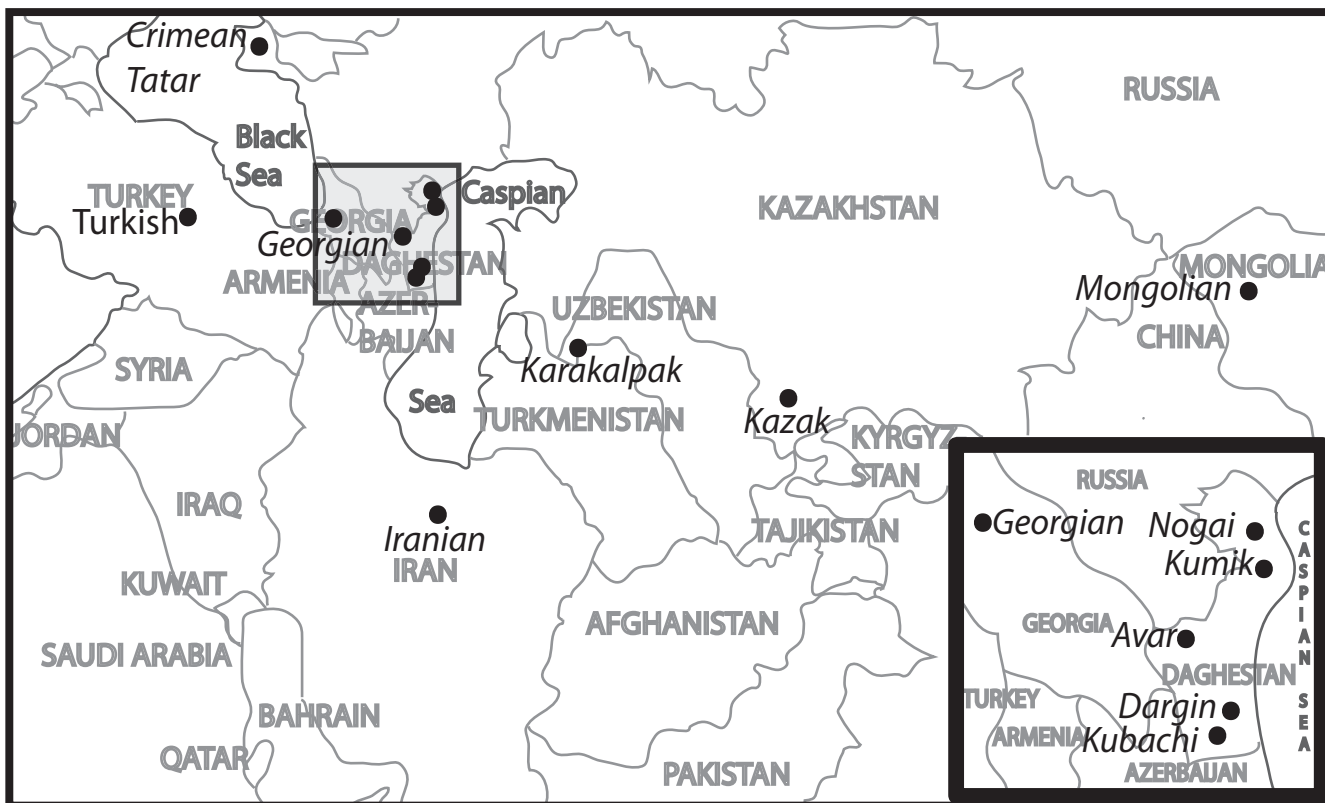 Crimean
Tatar
RUSSIA
Black
Sea
TURKEY
Turkish
Caspian
KAZAKHSTAN
GEORGIA
Georgian
DAGHESTAN
ARMENIA
AZER-
BAIJAN
MONGOLIA
Mongolian
UZBEKISTAN
CHINA
SYRIA
Karakalpak
Sea
TURKMENISTAN
Kazak
JORDAN
KYRGYZ
STAN
IRAQ
TAJIKISTAN
Iranian
IRAN
KUWAIT
AFGHANISTAN
SAUDI ARABIA
BAHRAIN
QATAR
PAKISTAN
RUSSIA
Georgian
Nogai
Kumik
GEORGIA
Avar
DAGHESTAN
TURKEY
Dargin
ARMENIA
Kubachi
AZERBAIJAN
CASPIAN SEA